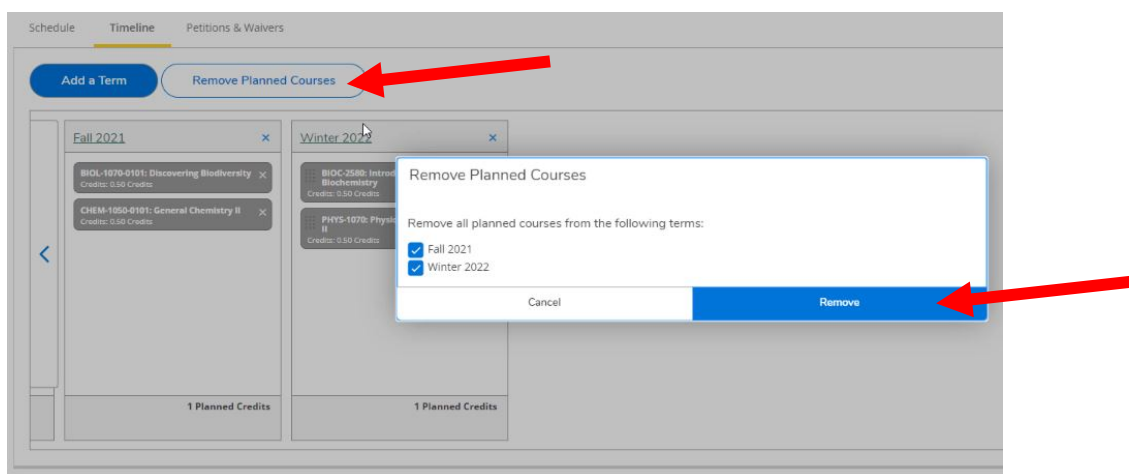 Schedule Timeline Petitions & Waivers
Add a Term Remove Planned Courses
Fall 2021 × Winter 2022 ×
BIOL-1070-0101: Discovering Biodiversity ×
Credits: 0.50 Credits
CHEM-1050-0101: General Chemistry II ×
Credits: 0.50 Credits
BIOC-2580: Introd
Biochemistry
Credits: 0.50 Credits
PHYS-1070: Physi
II
Credits: 0.50 Credits
Remove Planned Courses
Remove all planned courses from the following terms:
Fall 2021
Winter 2022
Cancel Remove
1 Planned Credits 1 Planned Credits